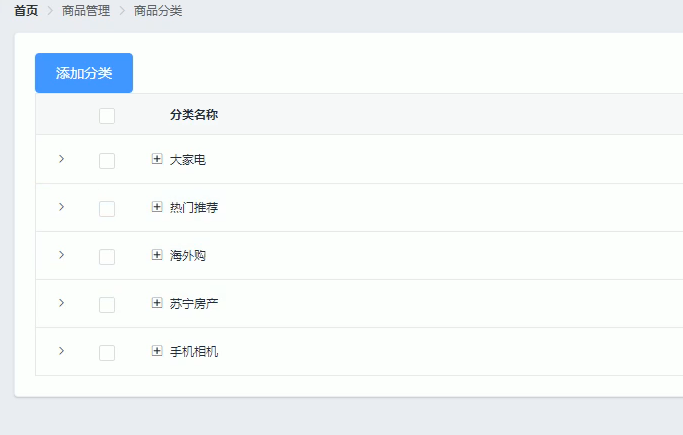 首页 > 商品管理 > 商品分类
添加分类
分类名称
大家电
热门推荐
海外购
苏宁房产
手机相机